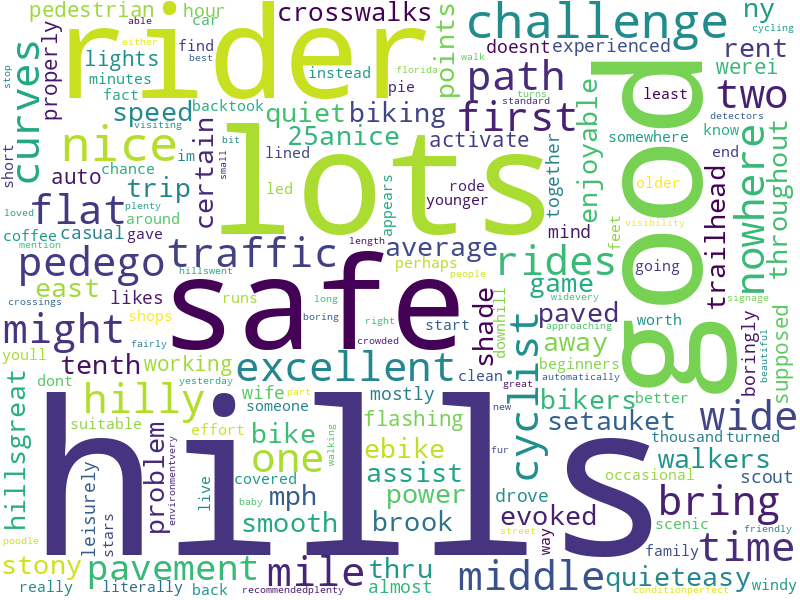 pedestrian hour crosswalks challenge ny
rider
car able either cycling
find best walk
stop curves properly lights
minutes instead florida points doesnt experienced rent
fact pie turns path werei
speed backtook standard least two
visiting quiet biking first
nice 25anice activate detectors
short chance im bit lined certain small
auto trip led lots rode younger together enjoyable somewhere know
end good nowhere throughout
flat gave appears mind older windy
loved plenty around visibility
coffee casual average feet
mention traffic length people rides trailhead
pedego hillswent perhaps going
east likes runs long game
crossings shops safe start shade downhill paved signage
might boring right widevery worth
fairly crowded approaching boringly supposed beautiful
youll tenth working clean away
dont yesterday excellent mostly great beginners better
wife part automatically bikers
hillsgreat hilly someone flashing new cyclist
suitable effort bike setauket wide
one ebike thousand turned
problem environmentvery covered walking fur occasional walkers
leisurely stars live assist scout
mph power drove scenic
baby hills bring
smooth brook evoked
poodle street friendly
stony pavement mile thru way family time
really literally back almost middle quieteasy windy
recommendedplenty conditionperfect